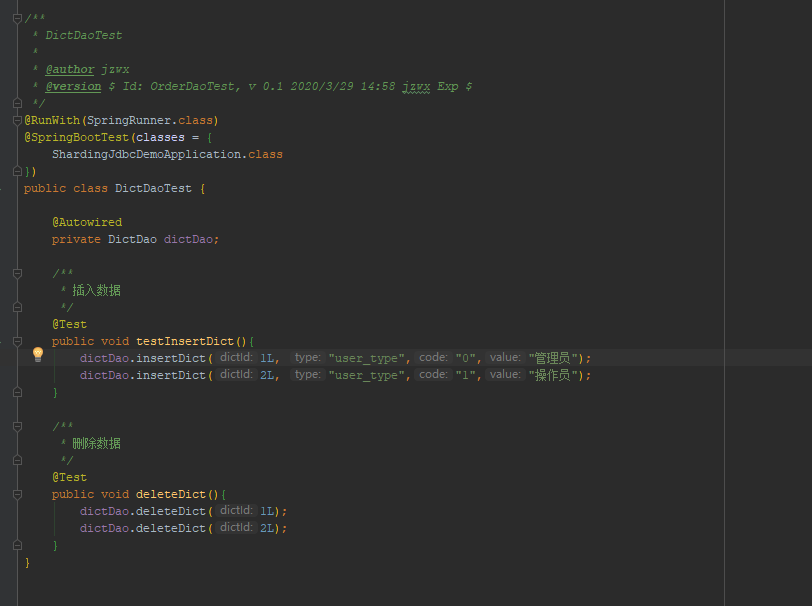 /**
 * DictDaoTest
 *
 * @author jzwx
 * @version $ Id: OrderDaoTest, v 0.1 2020/3/29 14:58 jzwx Exp $
 */
@RunWith(SpringRunner.class)
@SpringBootTest(classes = {
    ShardingJdbcDemoApplication.class
})
public class DictDaoTest {
    @Autowired
    private DictDao dictDao;
    /**
     * 插入数据
     */
    @Test
    public void testInsertDict(){
        dictDao.insertDict( dictId: 1L, type: "user_type", code: "0", value: "管理员");
        dictDao.insertDict( dictId: 2L, type: "user_type", code: "1", value: "操作员");
    }
    /**
     * 删除数据
     */
    @Test
    public void deleteDict(){
        dictDao.deleteDict( dictId: 1L);
        dictDao.deleteDict( dictId: 2L);
    }
}